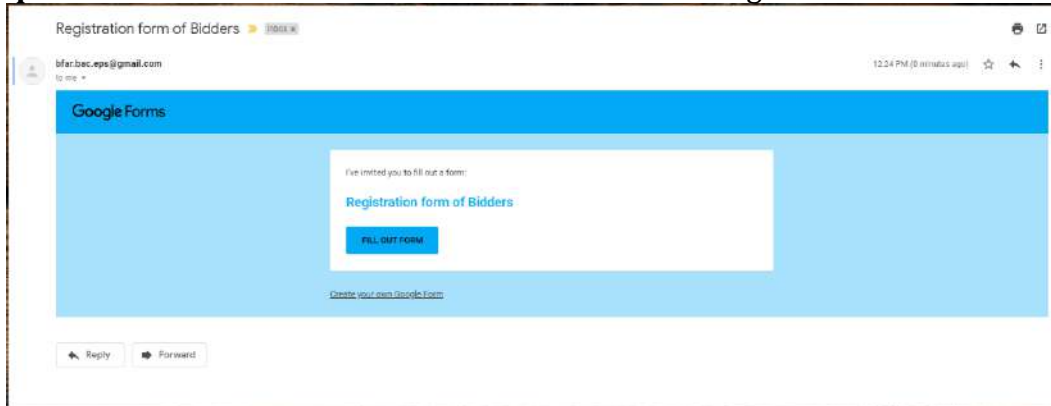 Registration form of Bidders Inbox x
bfar.bac.eps@gmail.com 12:24 PM (0 minutes ago)
to me
Google Forms
I've invited you to fill out a form:
Registration form of Bidders
FILL OUT FORM
Create your own Google Form
Reply Forward